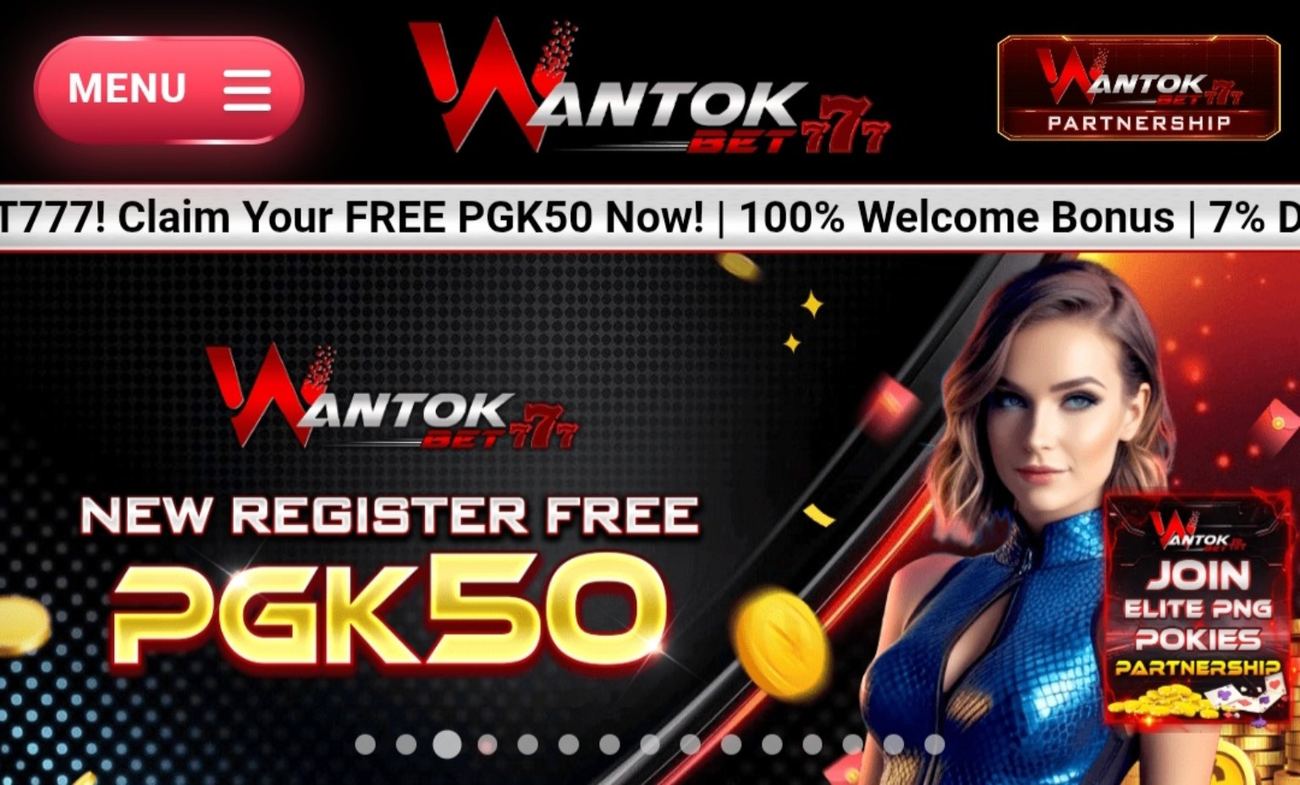 MENU
WANTOK
BET777
WANTOK
BET777
PARTNERSHIP
T777! Claim Your FREE PGK50 Now! | 100% Welcome Bonus | 7% D
WANTOK
BET777
NEW REGISTER FREE
PGK50
WANTOK
BET777
JOIN
ELITE PNG
POKIES
PARTNERSHIP